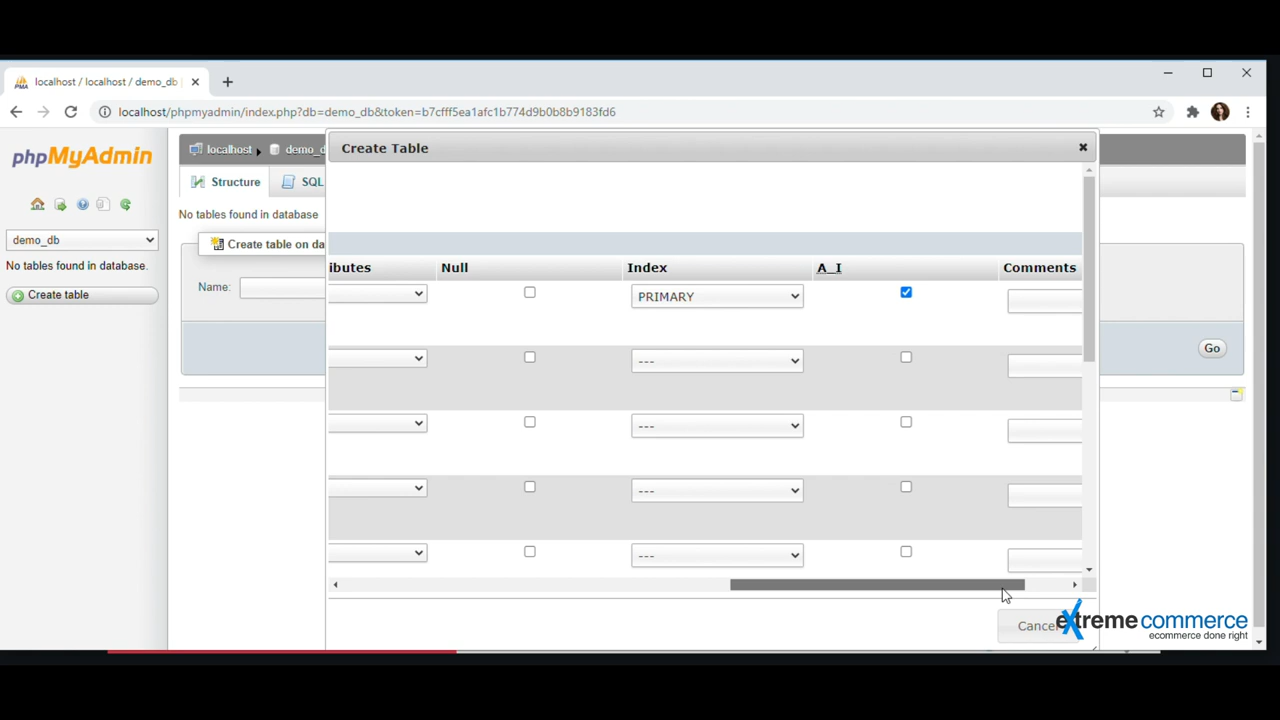 localhost / localhost / demo_db
localhost/phpmyadmin/index.php?db=demo_db&token=b7cfff5ea1afc1b774d9b0b8b9183fd6
phpMyAdmin
demo_db
No tables found in database.
Create table
localhost
demo_d
Structure
SQL
No tables found in database
Create table on da
Name:
Go
Create Table
ibutes
Null
Index
A_I
Comments
PRIMARY
---
---
---
---
Cancel
extreme commerce
ecommerce done right